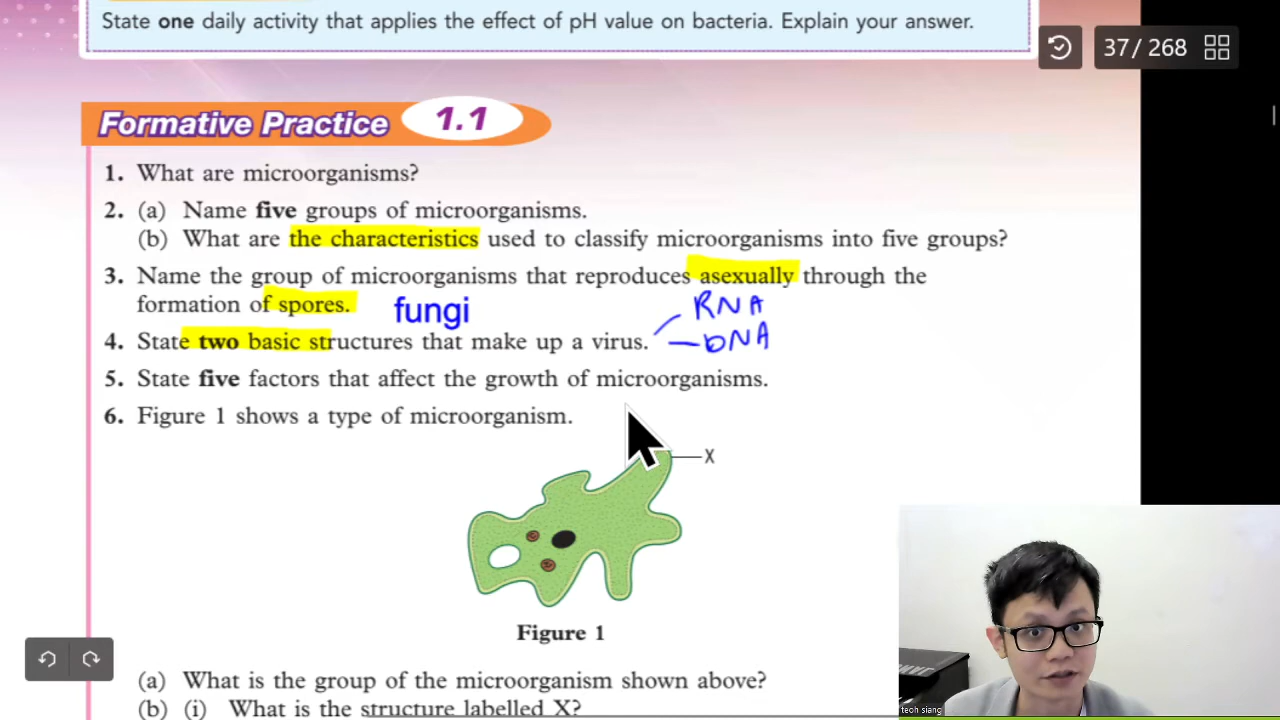 State one daily activity that applies the effect of pH value on bacteria. Explain your answer.
37 / 268
Formative Practice 1.1
1. What are microorganisms?
2. (a) Name five groups of microorganisms.
(b) What are the characteristics used to classify microorganisms into five groups?
3. Name the group of microorganisms that reproduces asexually through the
formation of spores.
fungi
RNA
4. State two basic structures that make up a virus.
DNA
5. State five factors that affect the growth of microorganisms.
6. Figure 1 shows a type of microorganism.
X
Figure 1
(a) What is the group of the microorganism shown above?
(b) (i) What is the structure labelled X?
teoh siang